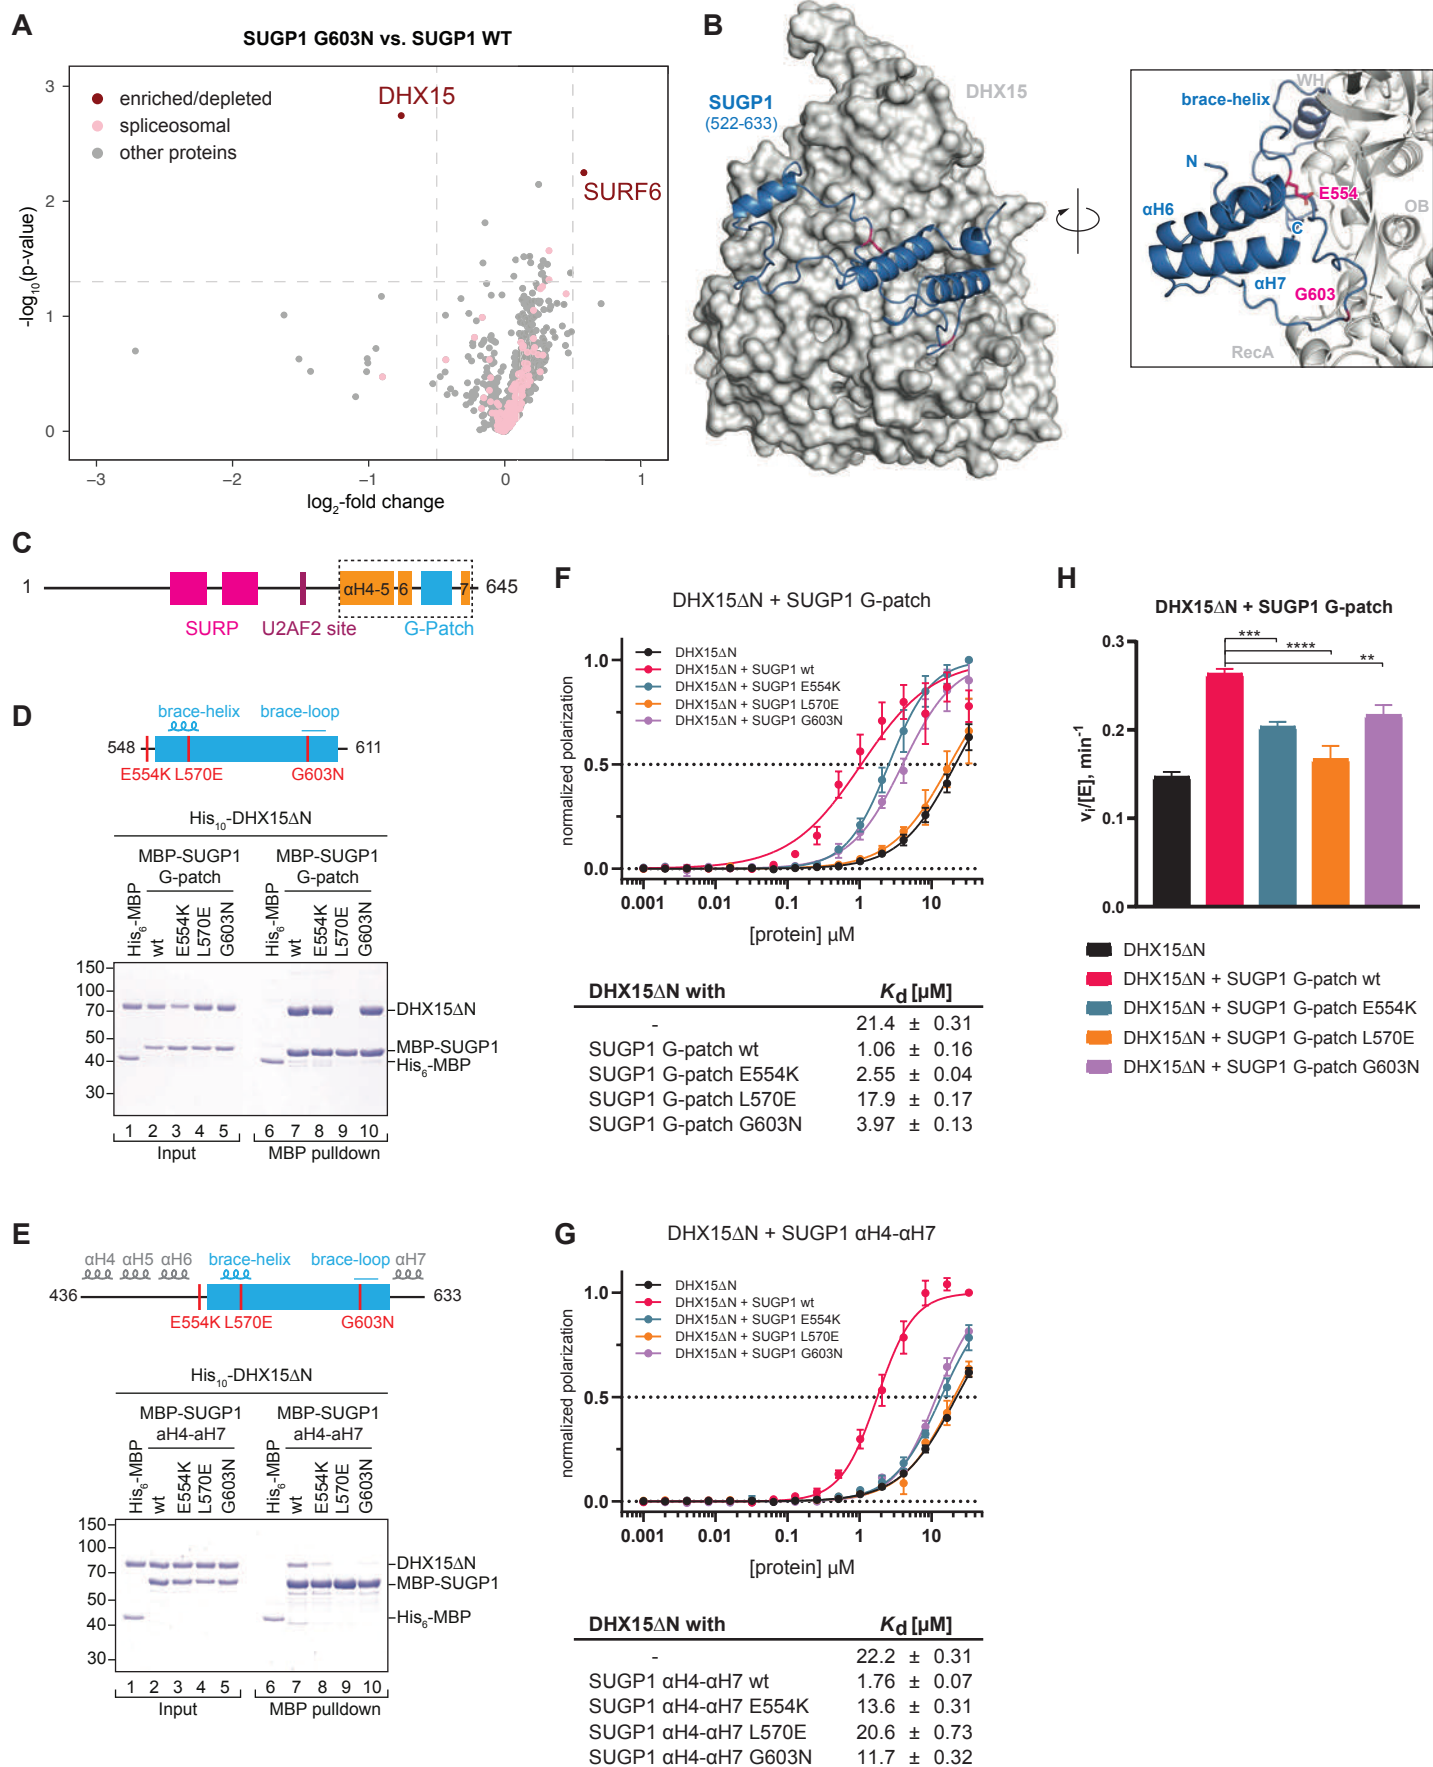 A
SUGP1 G603N vs. SUGP1 WT
enriched/depleted
spliceosomal
other proteins
DHX15
SURF6
3
2
1
0
-log10(p-value)
−3
−2
−1
0
1
log2-fold change
B
SUGP1
(522-633)
DHX15
brace-helix
WH
N
E554
αH6
C
OB
αH7
G603
RecA
C
1
αH4-5
6
7
645
SURP
U2AF2 site
G-Patch
D
brace-helix
brace-loop
548
611
E554K L570E
G603N
His10-DHX15ΔN
MBP-SUGP1
G-patch
MBP-SUGP1
G-patch
His6-MBP
wt
E554K
L570E
G603N
His6-MBP
wt
E554K
L570E
G603N
150
100
70
50
40
30
DHX15ΔN
MBP-SUGP1
His6-MBP
1 2 3 4 5 6 7 8 9 10
Input
MBP pulldown
E
αH4 αH5 αH6
brace-helix
brace-loop
αH7
436
633
E554K L570E
G603N
His10-DHX15ΔN
MBP-SUGP1
aH4-aH7
MBP-SUGP1
aH4-aH7
His6-MBP
wt
E554K
L570E
G603N
His6-MBP
wt
E554K
L570E
G603N
150
100
70
50
40
30
DHX15ΔN
MBP-SUGP1
His6-MBP
1 2 3 4 5 6 7 8 9 10
Input
MBP pulldown
F
DHX15ΔN + SUGP1 G-patch
DHX15ΔN
DHX15ΔN + SUGP1 wt
DHX15ΔN + SUGP1 E554K
DHX15ΔN + SUGP1 L570E
DHX15ΔN + SUGP1 G603N
1.0
0.5
0.0
normalized polarization
0.001
0.01
0.1
1
10
[protein] µM
DHX15ΔN with Kd [µM]
- 21.4 ± 0.31
SUGP1 G-patch wt 1.06 ± 0.16
SUGP1 G-patch E554K 2.55 ± 0.04
SUGP1 G-patch L570E 17.9 ± 0.17
SUGP1 G-patch G603N 3.97 ± 0.13
G
DHX15ΔN + SUGP1 αH4-αH7
DHX15ΔN
DHX15ΔN + SUGP1 wt
DHX15ΔN + SUGP1 E554K
DHX15ΔN + SUGP1 L570E
DHX15ΔN + SUGP1 G603N
1.0
0.5
0.0
normalized polarization
0.001
0.01
0.1
1
10
[protein] µM
DHX15ΔN with Kd [µM]
- 22.2 ± 0.31
SUGP1 αH4-αH7 wt 1.76 ± 0.07
SUGP1 αH4-αH7 E554K 13.6 ± 0.31
SUGP1 αH4-αH7 L570E 20.6 ± 0.73
SUGP1 αH4-αH7 G603N 11.7 ± 0.32
H
DHX15ΔN + SUGP1 G-patch
0.3
0.2
0.1
0.0
vi/[E], min-1
***
****
**
DHX15ΔN
DHX15ΔN + SUGP1 G-patch wt
DHX15ΔN + SUGP1 G-patch E554K
DHX15ΔN + SUGP1 G-patch L570E
DHX15ΔN + SUGP1 G-patch G603N